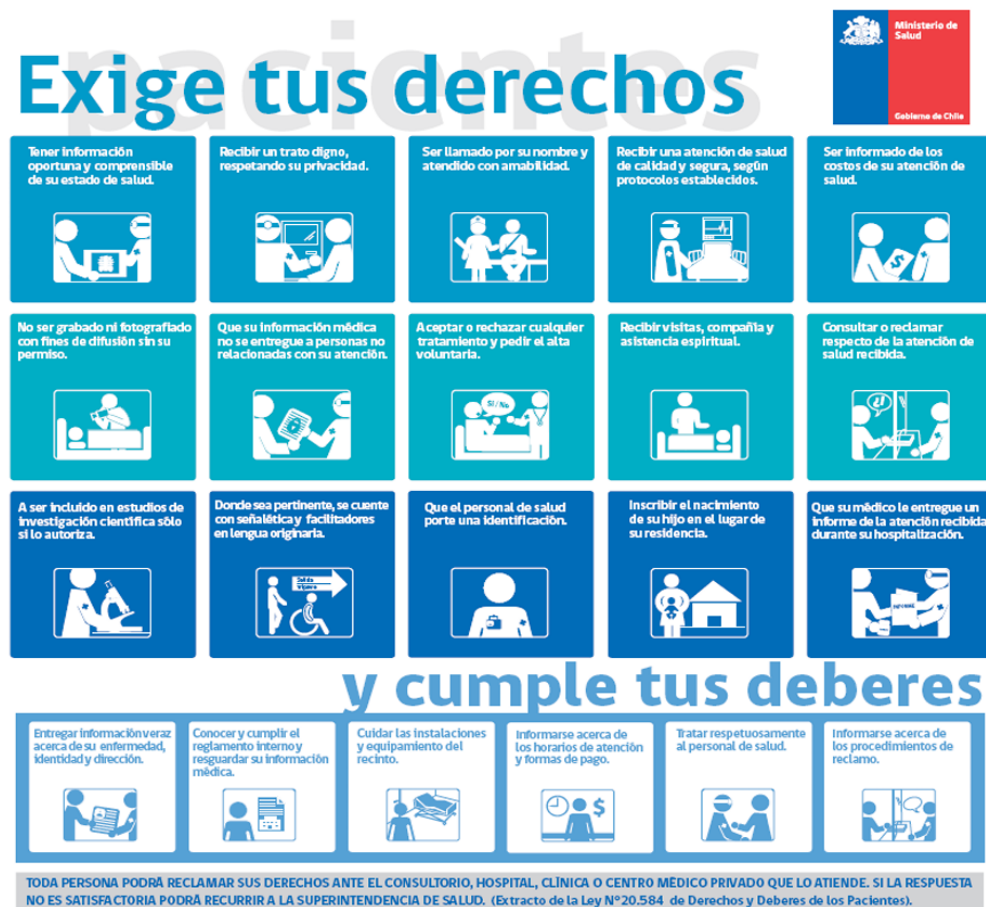 pacientes
Exige tus derechos
Ministerio de
Salud
Gobierno de Chile
Tener información
oportuna y comprensible
de su estado de salud.
Recibir un trato digno,
respetando su privacidad.
Ser llamado por su nombre y
atendido con amabilidad.
Recibir una atención de salud
de calidad y segura, según
protocolos establecidos.
Ser informado de los
costos de su atención de
salud.
$
No ser grabado ni fotografiado
con fines de difusión sin su
permiso.
Que su información médica
no se entregue a personas no
relacionadas con su atención.
Aceptar o rechazar cualquier
tratamiento y pedir el alta
voluntaria.
SI / No
Recibir visitas, compañía y
asistencia espiritual.
Consultar o reclamar
respecto de la atención de
salud recibida.
¿!
A ser incluido en estudios de
investigación científica sólo
si lo autoriza.
Donde sea pertinente, se cuente
con señalética y facilitadores
en lengua originaria.
Salida
Que el personal de salud
porte una identificación.
Inscribir el nacimiento
de su hijo en el lugar de
su residencia.
Que su médico le entregue un
informe de la atención recibida
durante su hospitalización.
INFORME
y cumple tus deberes
Entregar información veraz
acerca de su enfermedad,
identidad y dirección.
Conocer y cumplir el
reglamento interno y
resguardar su información
médica.
Cuidar las instalaciones
y equipamiento del
recinto.
Informarse acerca de
los horarios de atención
y formas de pago.
$
Tratar respetuosamente
al personal de salud.
Informarse acerca de
los procedimientos de
reclamo.
TODA PERSONA PODRÁ RECLAMAR SUS DERECHOS ANTE EL CONSULTORIO, HOSPITAL, CLÍNICA O CENTRO MÉDICO PRIVADO QUE LO ATIENDE. SI LA RESPUESTA
NO ES SATISFACTORIA PODRÁ RECURRIR A LA SUPERINTENDENCIA DE SALUD. (Extracto de la Ley N°20.584 de Derechos y Deberes de los Pacientes).